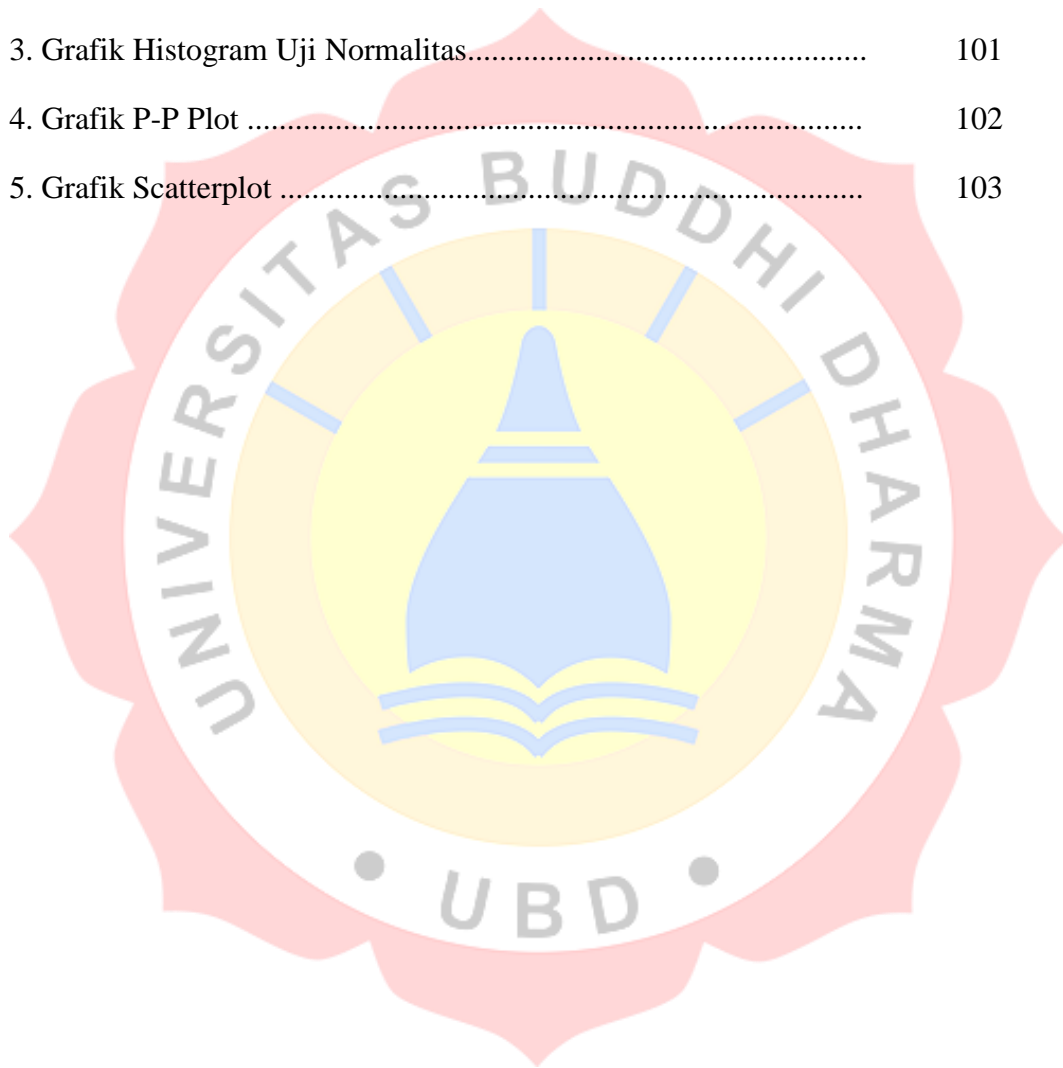 3. Grafik Histogram Uji Normalitas................................................. 101
4. Grafik P-P Plot ........................................................................... 102
5. Grafik Scatterplot ....................................................................... 103
UNIVERSITAS BUDDHI DHARMA
• UBD •